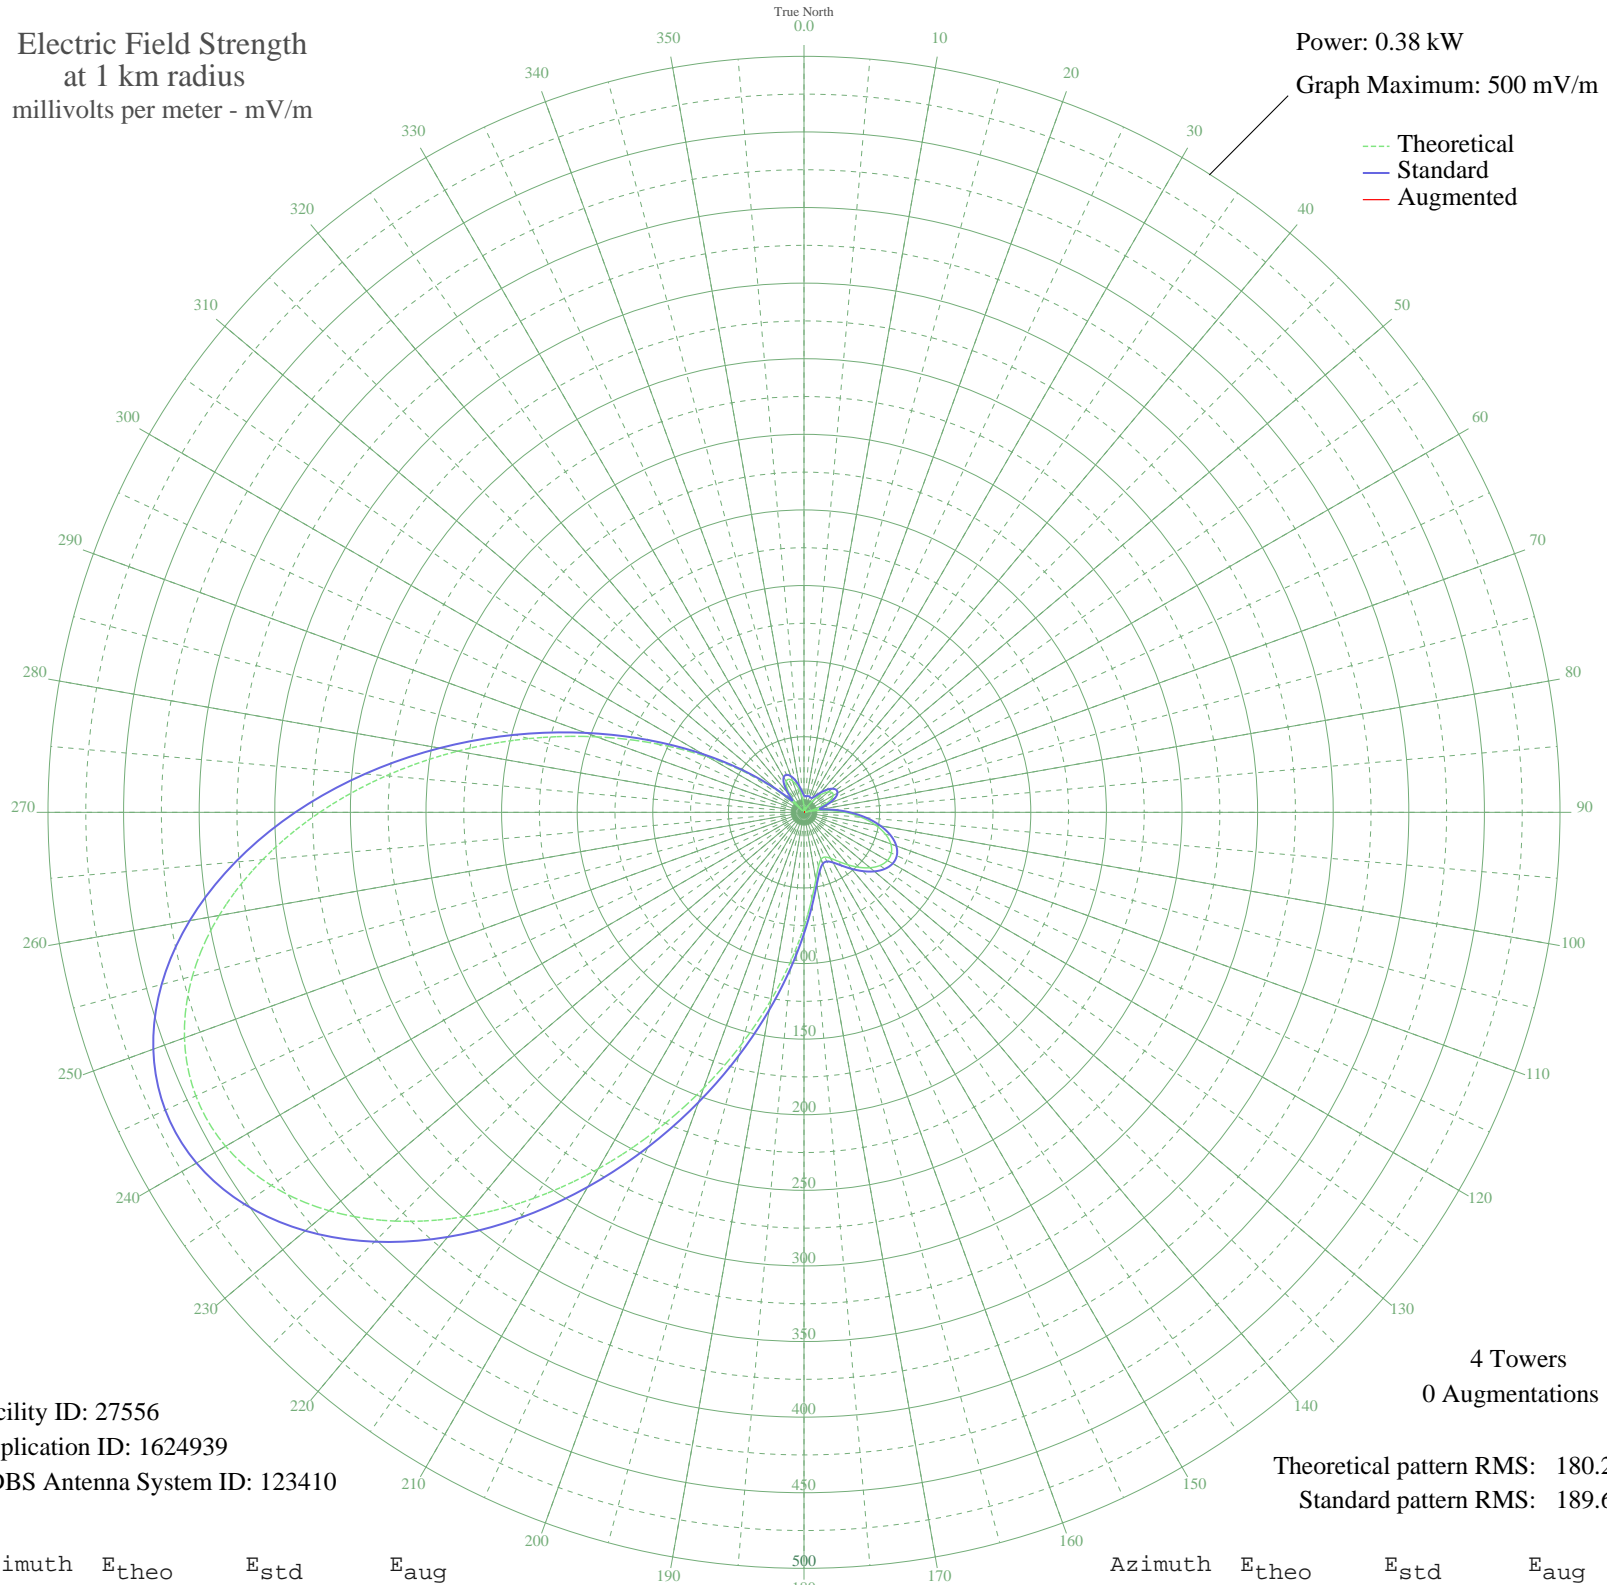 True North
Electric Field Strength
at 1 km radius
millivolts per meter - mV/m
Power: 0.38 kW
Graph Maximum: 500 mV/m
Theoretical
Standard
Augmented
0.0
10
20
30
40
50
60
70
80
90
100
110
120
130
140
150
160
170
190
200
210
220
230
240
250
260
270
280
290
300
310
320
330
340
350
100
150
200
250
300
350
400
450
500
4 Towers
0 Augmentations
cility ID: 27556
plication ID: 1624939
DBS Antenna System ID: 123410
Theoretical pattern RMS: 180.2
Standard pattern RMS: 189.6
imuth Etheo Estd Eaug
Azimuth Etheo Estd Eaug